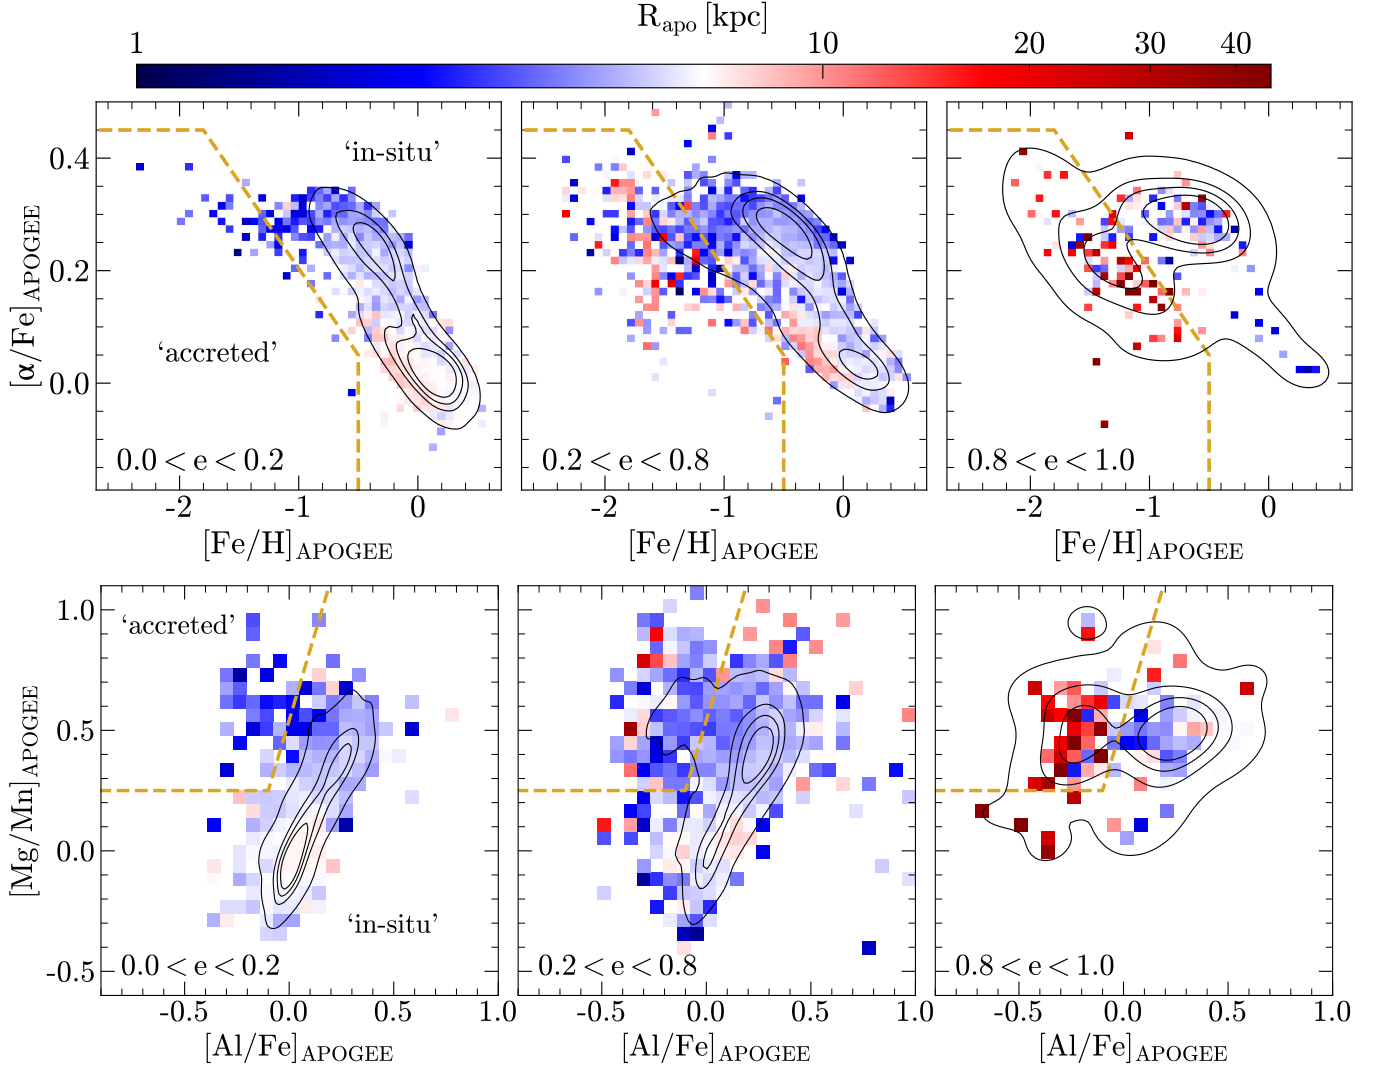 R_apo [kpc]
1 10 20 30 40
[α/Fe]_APOGEE
0.4
0.2
0.0
‘in-situ’
‘accreted’
0.0 < e < 0.2
0.2 < e < 0.8
0.8 < e < 1.0
-2 -1 0 -2 -1 0 -2 -1 0
[Fe/H]_APOGEE [Fe/H]_APOGEE [Fe/H]_APOGEE
[Mg/Mn]_APOGEE
1.0
0.5
0.0
-0.5
‘accreted’
‘in-situ’
0.0 < e < 0.2
0.2 < e < 0.8
0.8 < e < 1.0
-0.5 0.0 0.5 1.0 -0.5 0.0 0.5 1.0 -0.5 0.0 0.5 1.0
[Al/Fe]_APOGEE [Al/Fe]_APOGEE [Al/Fe]_APOGEE